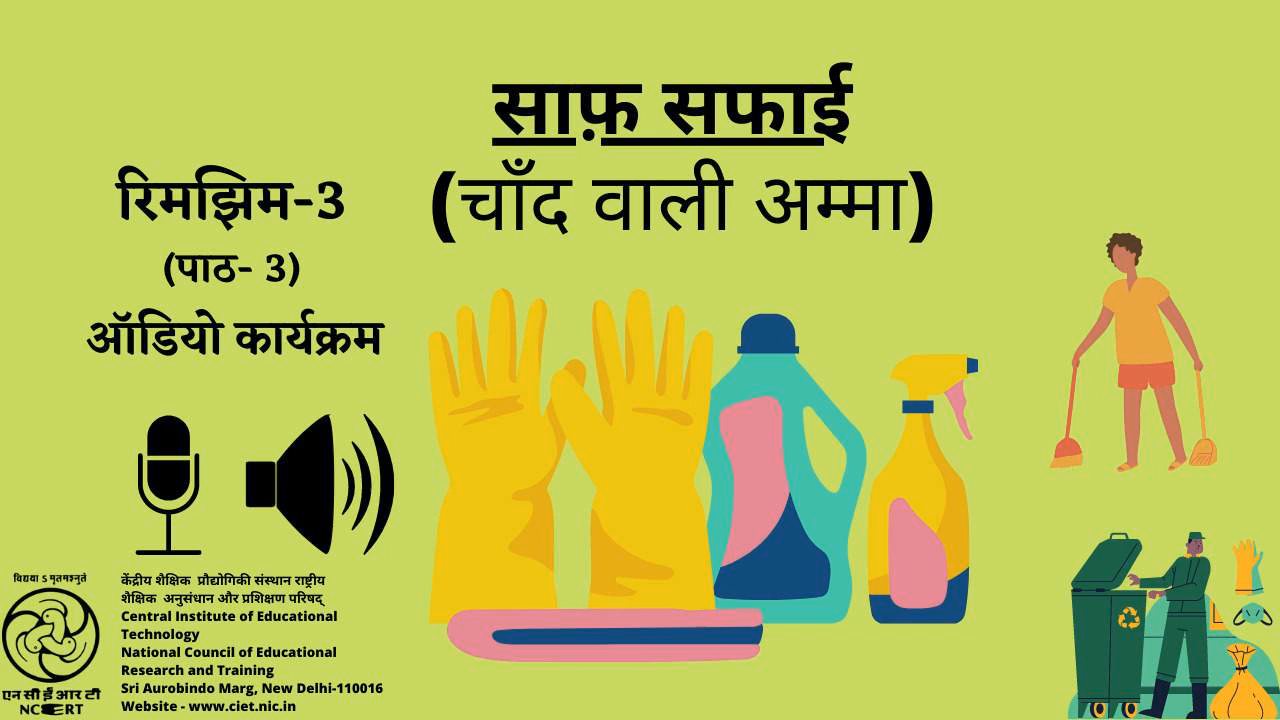 साफ़ सफाई
(चाँद वाली अम्मा)
रिमझिम-3
(पाठ- 3)
ऑडियो कार्यक्रम
विद्यया ऽ मृतमश्नुते
एन सी ई आर टी
NCERT
केंद्रीय शैक्षिक प्रौद्योगिकी संस्थान राष्ट्रीय
शैक्षिक अनुसंधान और प्रशिक्षण परिषद्
Central Institute of Educational
Technology
National Council of Educational
Research and Training
Sri Aurobindo Marg, New Delhi-110016
Website - www.ciet.nic.in